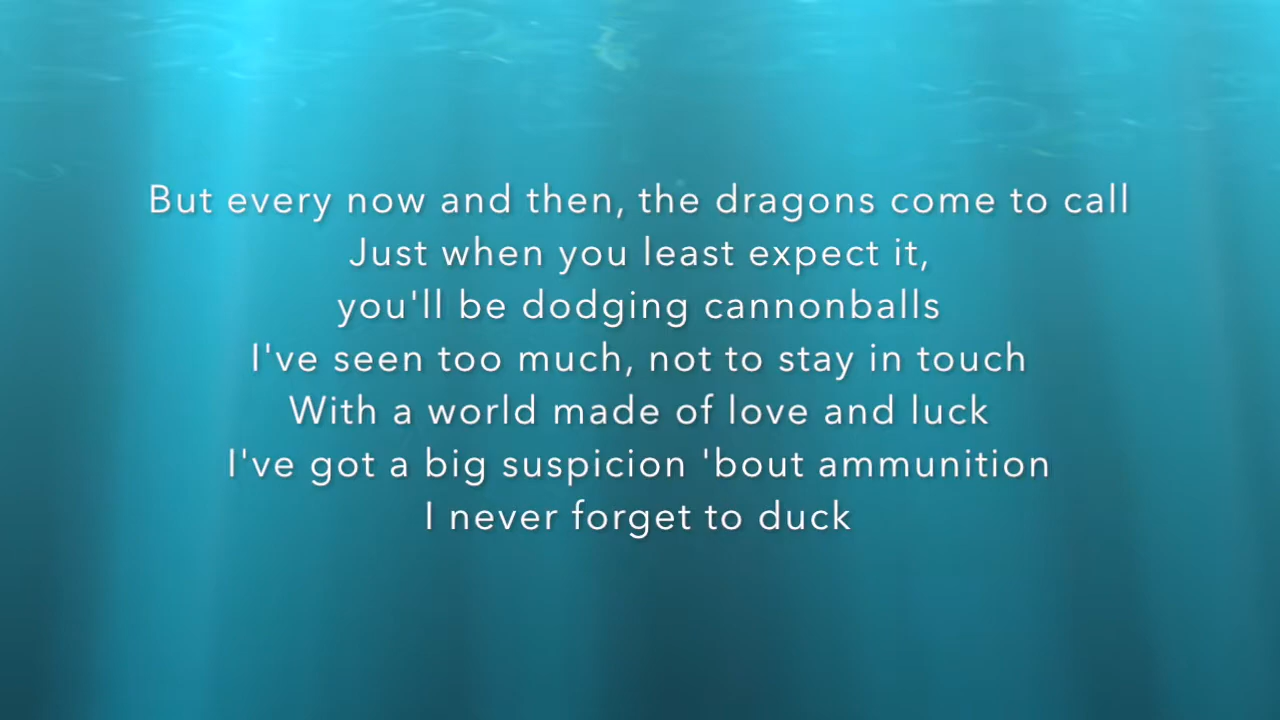 But every now and then, the dragons come to call
Just when you least expect it,
you'll be dodging cannonballs
I've seen too much, not to stay in touch
With a world made of love and luck
I've got a big suspicion 'bout ammunition
I never forget to duck